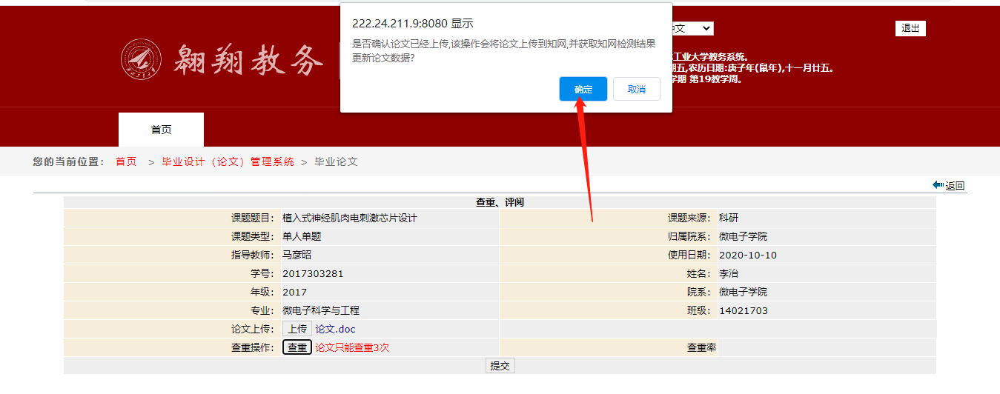 222.24.211.9:8080 显示
是否确认论文已经上传,该操作会将论文上传到知网,并获取知网检测结果
更新论文数据?
确定 取消
文 退出
翱翔教务
工业大学教务系统。
期五,农历日期:庚子年(鼠年),十一月廿五。
学期 第19教学周。
首页
您的当前位置： 首页 > 毕业设计（论文）管理系统 > 毕业论文
返回
查重、评阅
课题题目： 植入式神经肌肉电刺激芯片设计 课题来源： 科研
课题类型： 单人单题 归属院系： 微电子学院
指导教师： 马彦昭 使用日期： 2020-10-10
学号： 2017303281 姓名： 李治
年级： 2017 院系： 微电子学院
专业： 微电子科学与工程 班级： 14021703
论文上传： 上传 论文.doc
查重操作： 查重 论文只能查重3次 查重率
提交